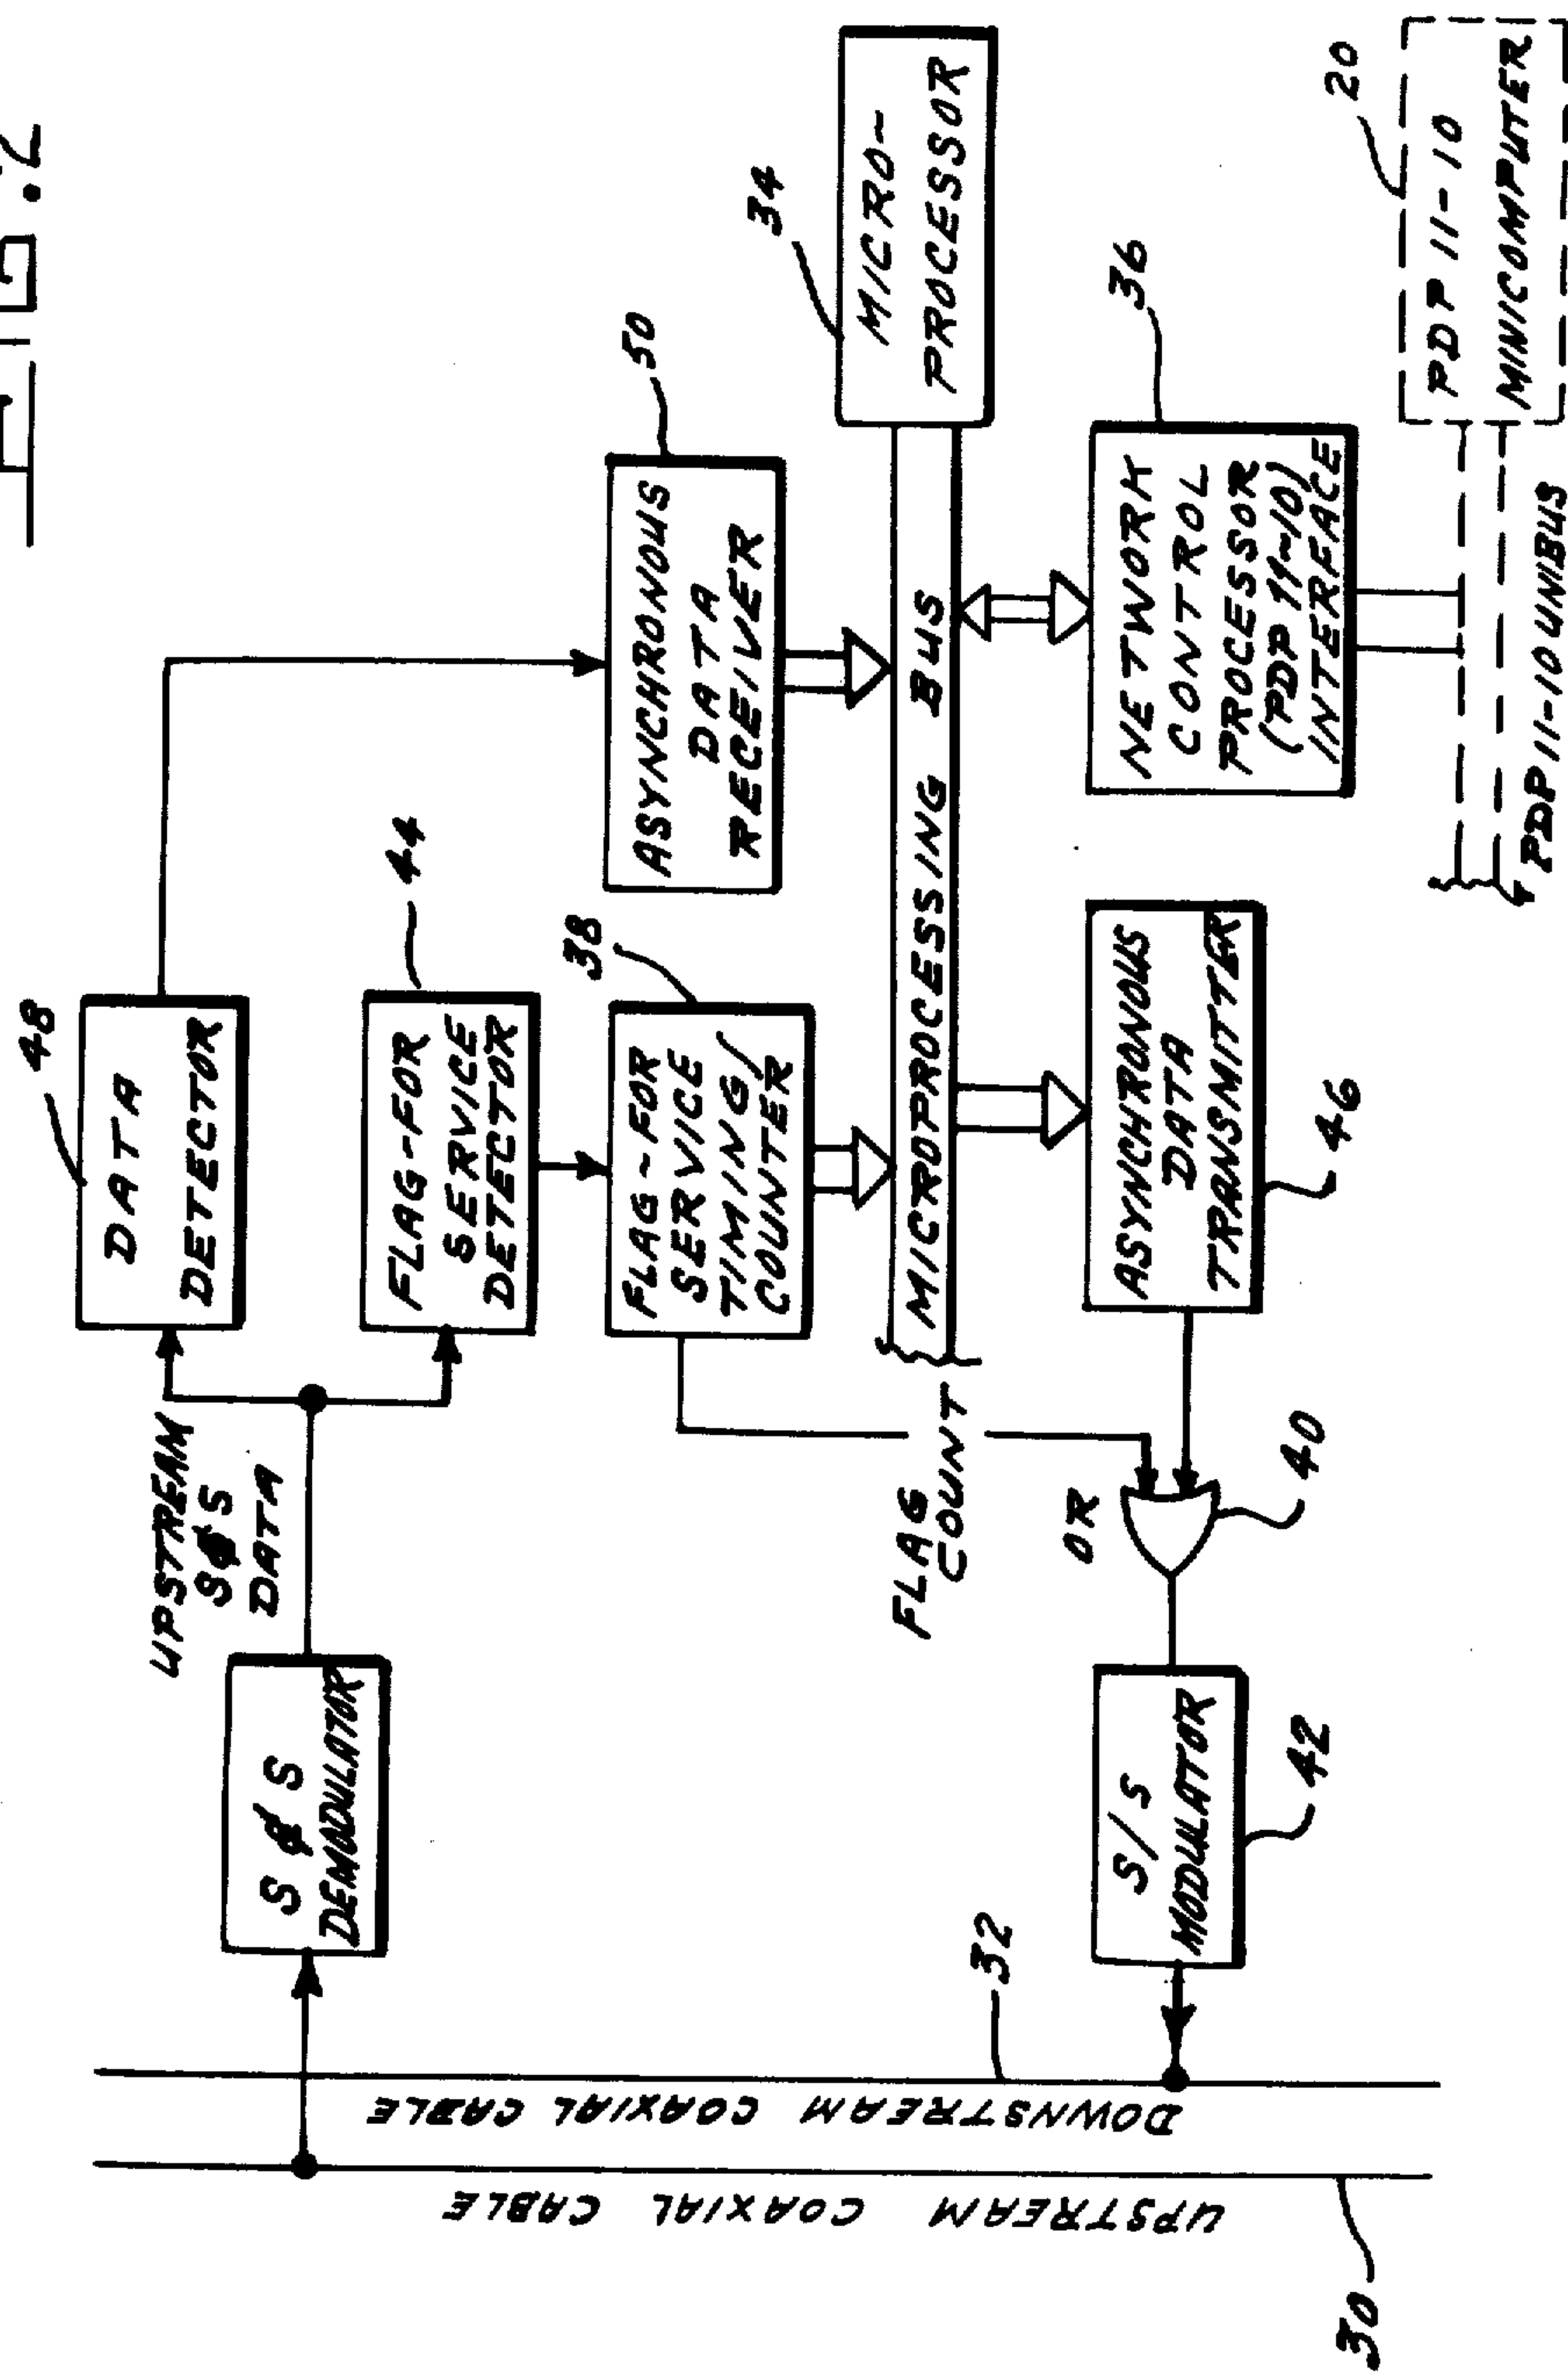 FIG.2
48
DATA
DETECTOR
UPSTREAM
S&S
DATA
S & S
DEMODULATOR
44
FLAG-FOR
SERVICE
DETECTOR
50
ASYNCHRONOUS
DATA
RECEIVER
38
FLAG-FOR
SERVICE
TIMING/
COUNTER
34
MICRO-
PROCESSOR
MICROPROCESSING BUS
FLAG
COUNT
OR
40
ASYNCHRONOUS
DATA
TRANSMITTER
46
36
NETWORK
CONTROL
PROCESSOR
(PDP 11-10)
INTERFACE
20
PDP 11-10
MINICOMPUTER
PDP 11-10 UNIBUS
S/S
MODULATOR
42
32
DOWNSTREAM COAXIAL CABLE
UPSTREAM COAXIAL CABLE
30